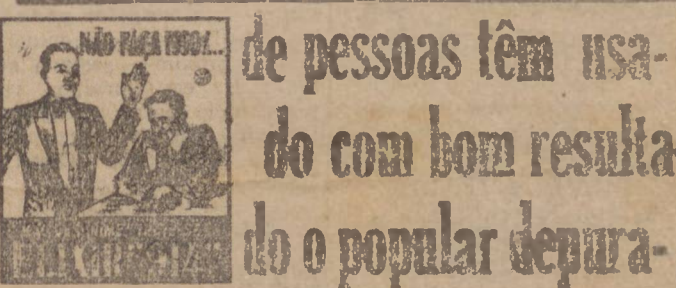 NÃO FAÇA ISSO!...
de pessoas têm usa-
do com bom resulta
do o popular depura-